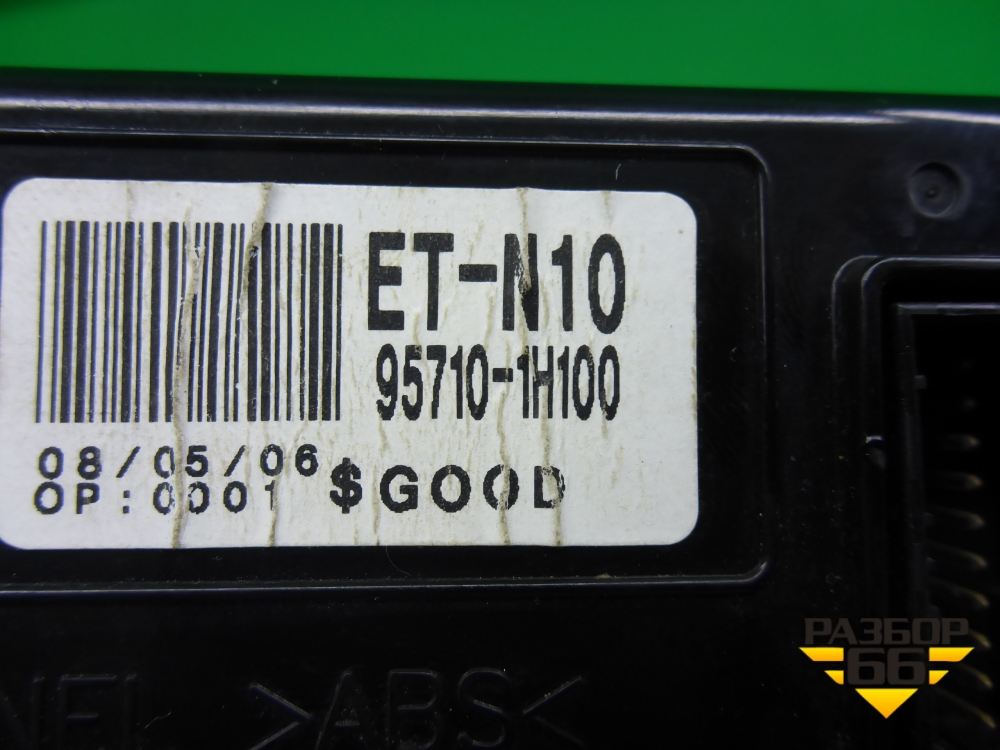 ET-N10
95710-1H100
08/05/06
OP:0001 $GOOD
РАЗБОР
66
>ABS<